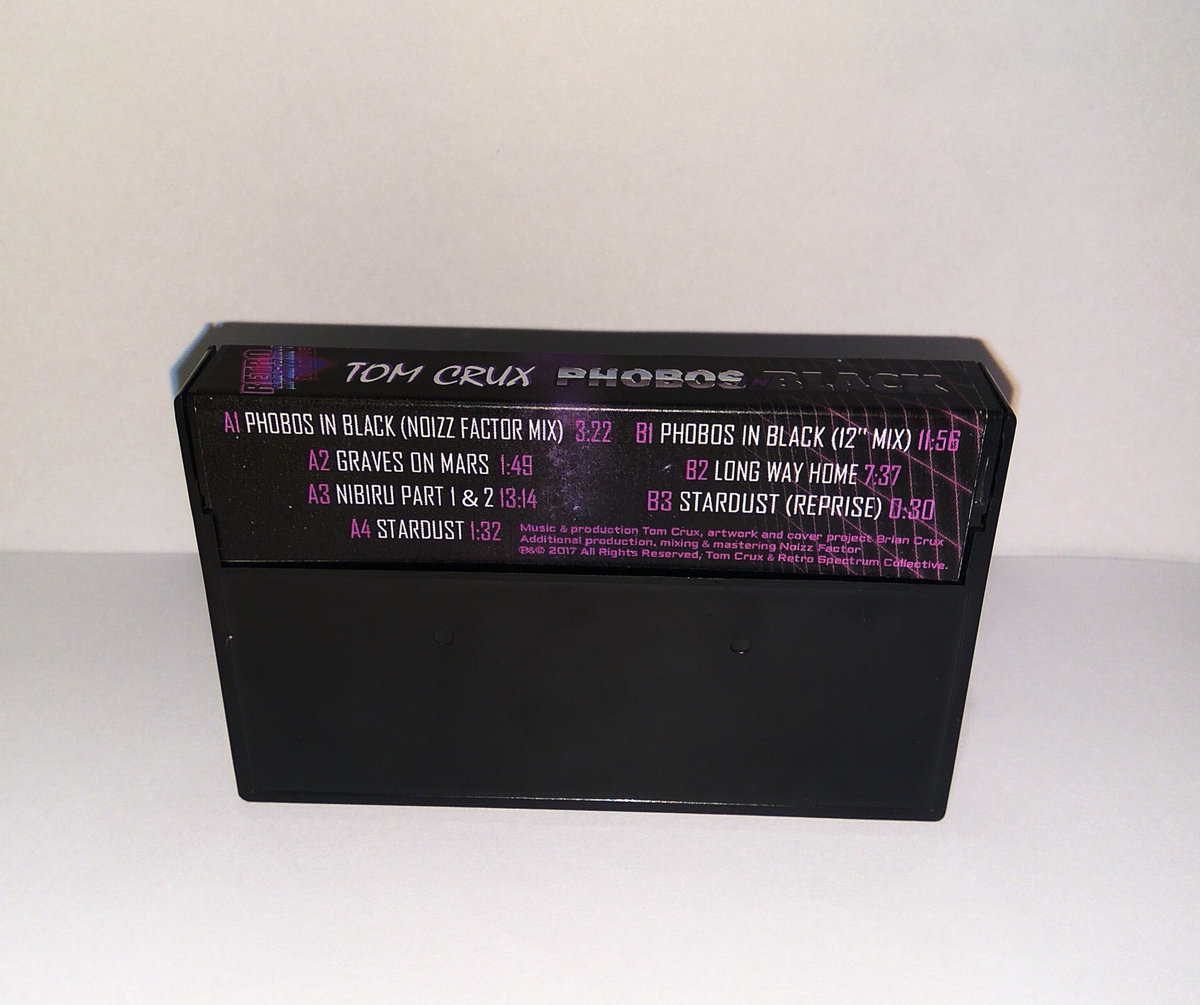 RETRO
TOM CRUX PHOBOS IN BLACK
A1 PHOBOS IN BLACK (NOIZZ FACTOR MIX) 3:22
A2 GRAVES ON MARS 1:49
A3 NIBIRU PART 1 & 2 13:14
A4 STARDUST 1:32
B1 PHOBOS IN BLACK (12" MIX) 11:56
B2 LONG WAY HOME 7:37
B3 STARDUST (REPRISE) 0:30
Music & production Tom Crux, artwork and cover project Brian Crux
Additional production, mixing & mastering Noizz Factor
℗&© 2017 All Rights Reserved, Tom Crux & Retro Spectrum Collective.